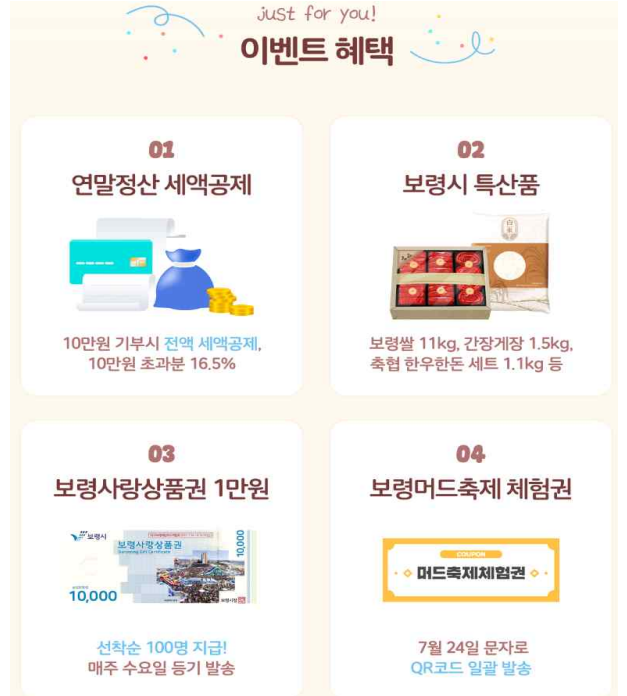 just for you!
이벤트 혜택
01
연말정산 세액공제
10만원 기부시 전액 세액공제,
10만원 초과분 16.5%
02
보령시 특산품
보령쌀 11kg, 간장게장 1.5kg,
축협 한우한돈 세트 1.1kg 등
03
보령사랑상품권 1만원
보령시
보령사랑상품권
10,000
10,000
보령시장
선착순 100명 지급!
매주 수요일 등기 발송
04
보령머드축제 체험권
COUPON
머드축제체험권
7월 24일 문자로
QR코드 일괄 발송